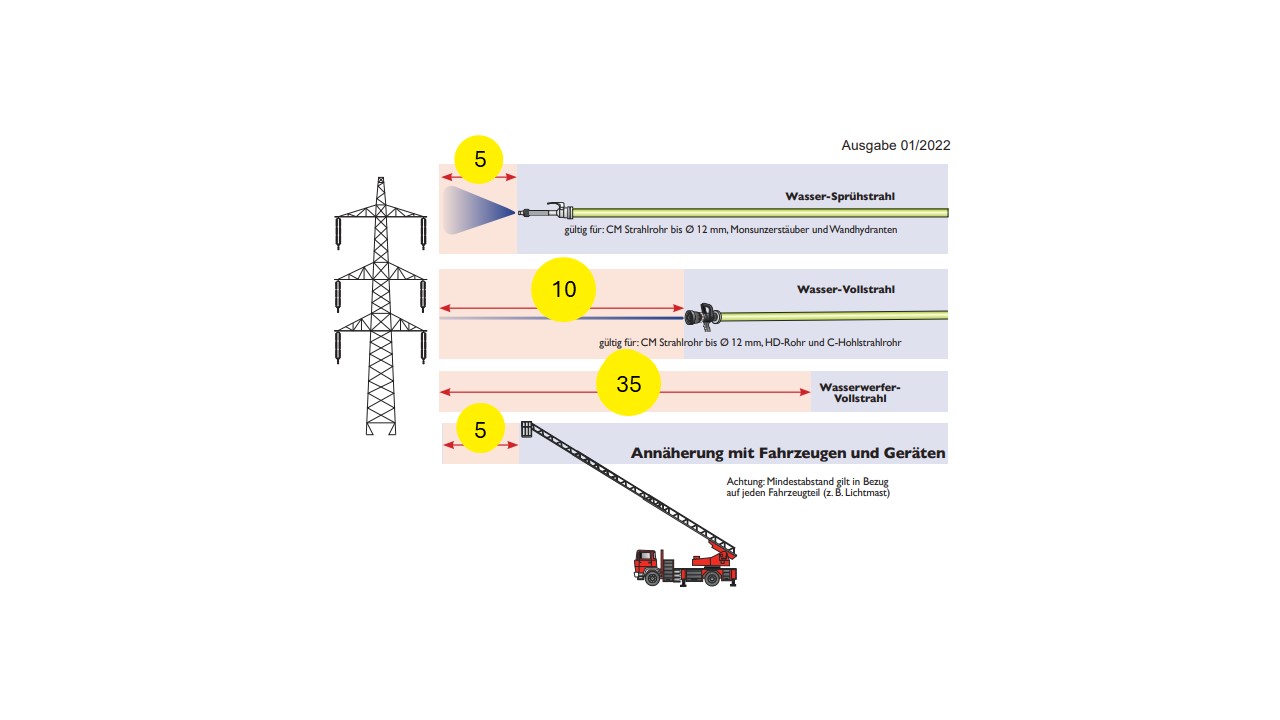 Ausgabe 01/2022
5
Wasser-Sprühstrahl
gültig für: CM Strahlrohr bis Ø 12 mm, Monsunzerstäuber und Wandhydranten
10
Wasser-Vollstrahl
gültig für: CM Strahlrohr bis Ø 12 mm, HD-Rohr und C-Hohlstrahlrohr
35
Wasserwerfer-
Vollstrahl
5
Annäherung mit Fahrzeugen und Geräten
Achtung: Mindestabstand gilt in Bezug
auf jeden Fahrzeugteil (z. B. Lichtmast)